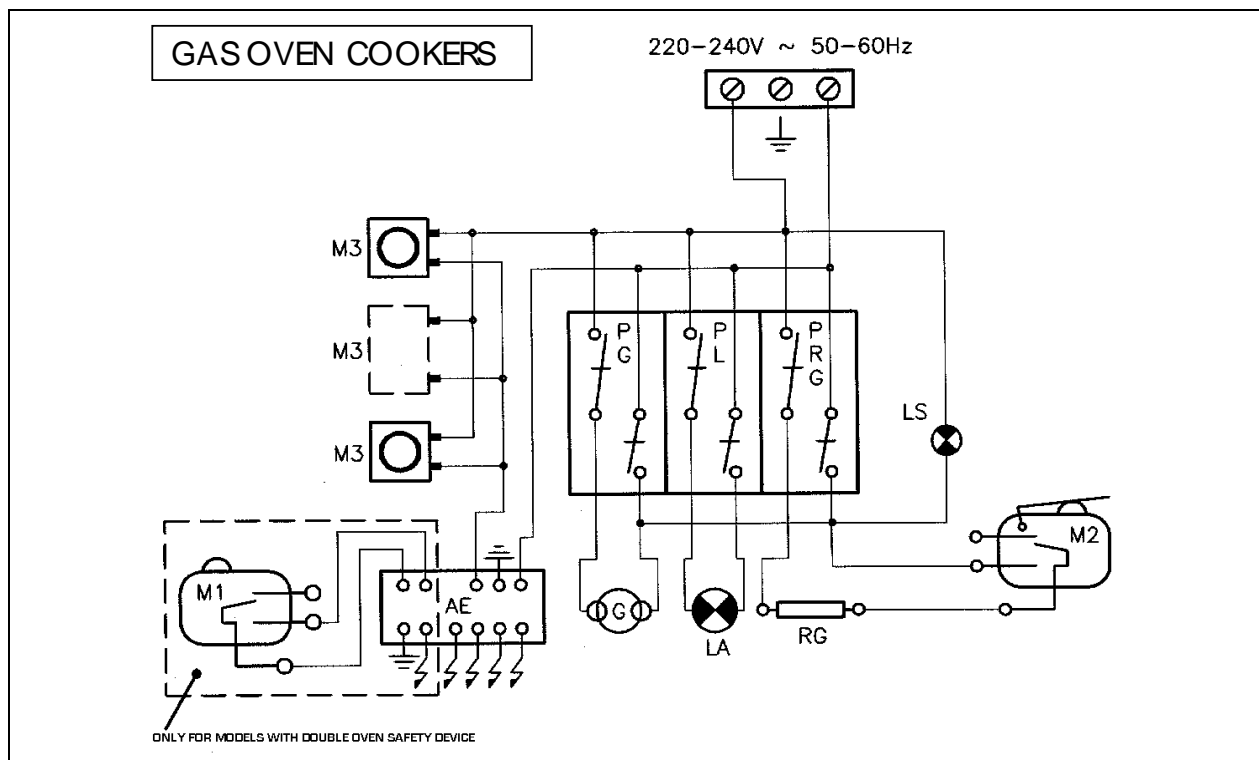 GAS OVEN COOKERS
220-240V ~ 50-60Hz
M3
M3
M3
P
G
P
L
P
R
G
LS
M1
AE
G
LA
RG
M2
ONLY FOR MODELS WITH DOUBLE OVEN SAFETY DEVICE